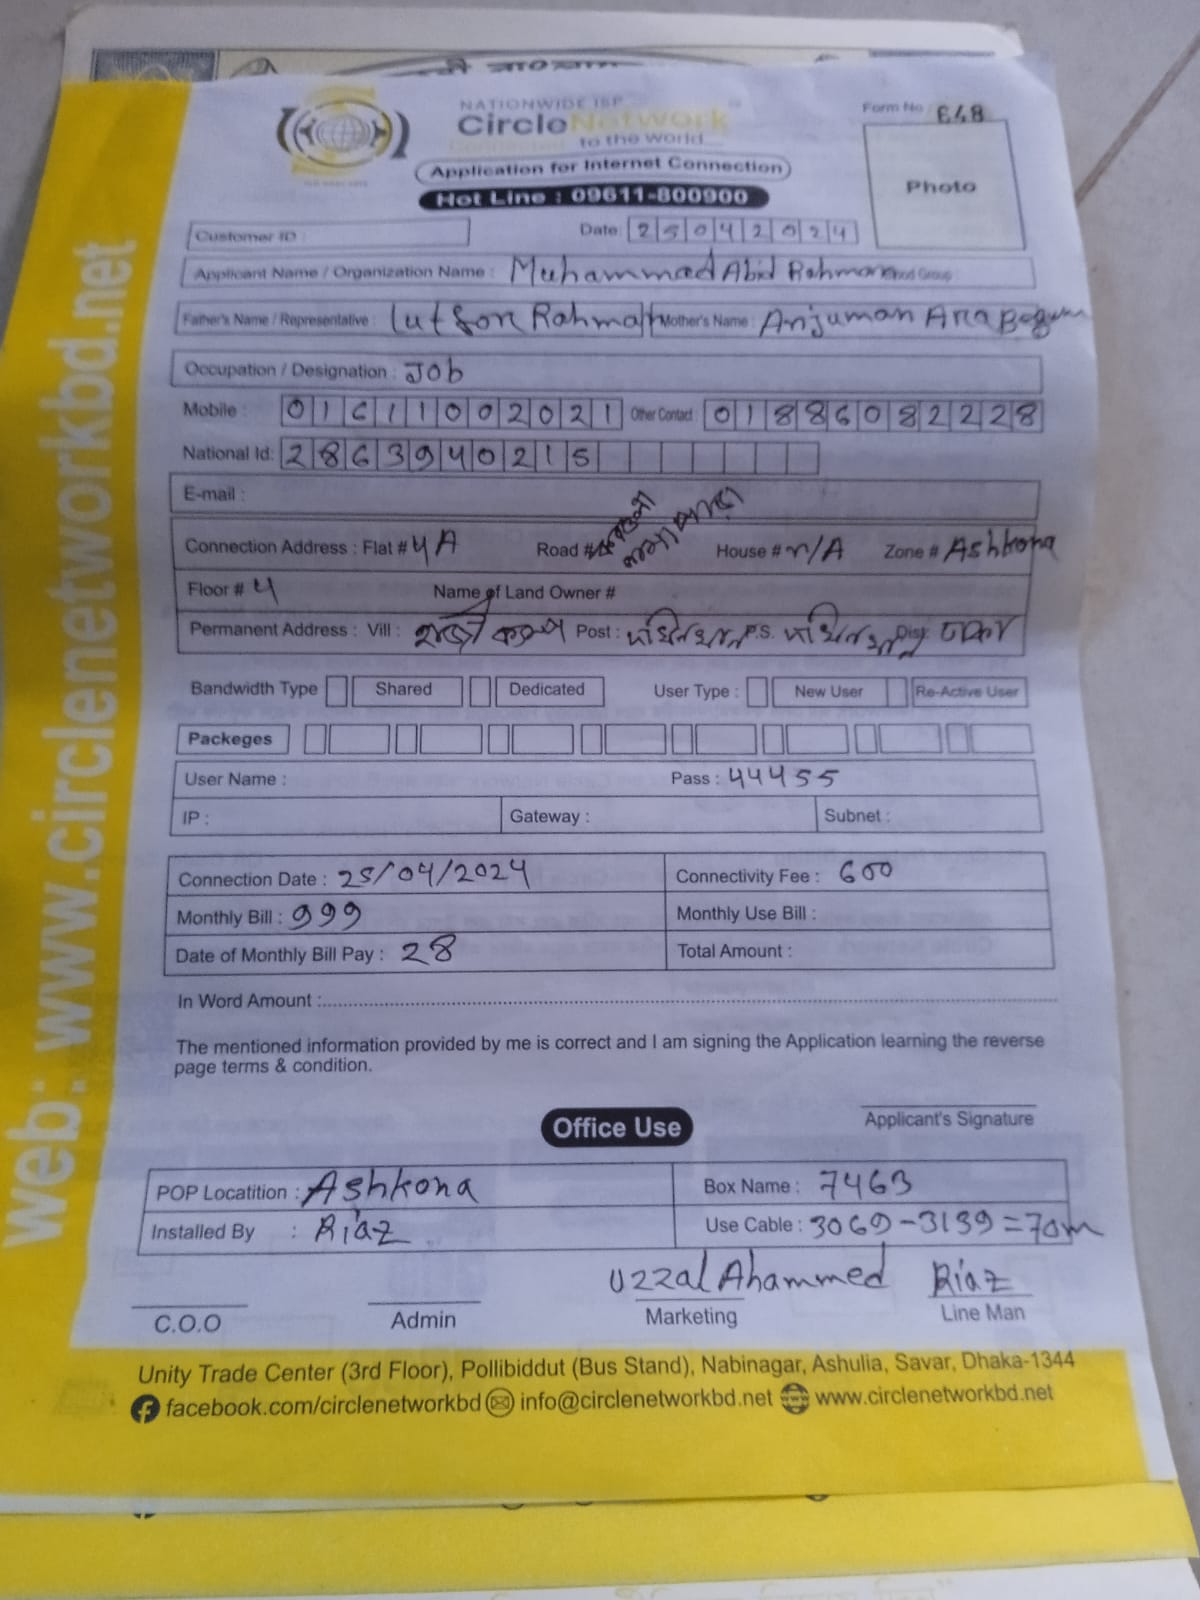 NATIONWIDE ISP
CircleNetwork
to the World
Form No 648
Application for Internet Connection
Photo
Hot Line : 09611-800900
Customer ID :
Date: 25042024
Applicant Name / Organization Name : Muhammad Abid Rahman Blood Group :
Father's Name / Representative : Lutfor Rahman Mother's Name : Anjuman Ara Begum
Occupation / Designation : Job
Mobile : 01611002021 Other Contact : 01886082228
National Id: 2863940215
E-mail :
Connection Address : Flat # 4A Road # House # n/A Zone # Ashkona
Floor # 4 Name of Land Owner #
Permanent Address : Vill : Post : P.S. Dist: ঢাকা
Bandwidth Type Shared Dedicated User Type : New User Re-Active User
Packeges
User Name : Pass : 44455
IP : Gateway : Subnet :
Connection Date : 25/04/2024 Connectivity Fee : 600
Monthly Bill : 999 Monthly Use Bill :
Date of Monthly Bill Pay : 28 Total Amount :
In Word Amount :
The mentioned information provided by me is correct and I am signing the Application learning the reverse
page terms & condition.
Applicant's Signature
Office Use
POP Locatition : Ashkona Box Name : 7463
Installed By : Riaz Use Cable : 3069-3139=70m
Uzzal Ahammed Riaz
C.O.O Admin Marketing Line Man
Unity Trade Center (3rd Floor), Pollibiddut (Bus Stand), Nabinagar, Ashulia, Savar, Dhaka-1344
facebook.com/circlenetworkbd info@circlenetworkbd.net www.circlenetworkbd.net
web: www.circlenetworkbd.net